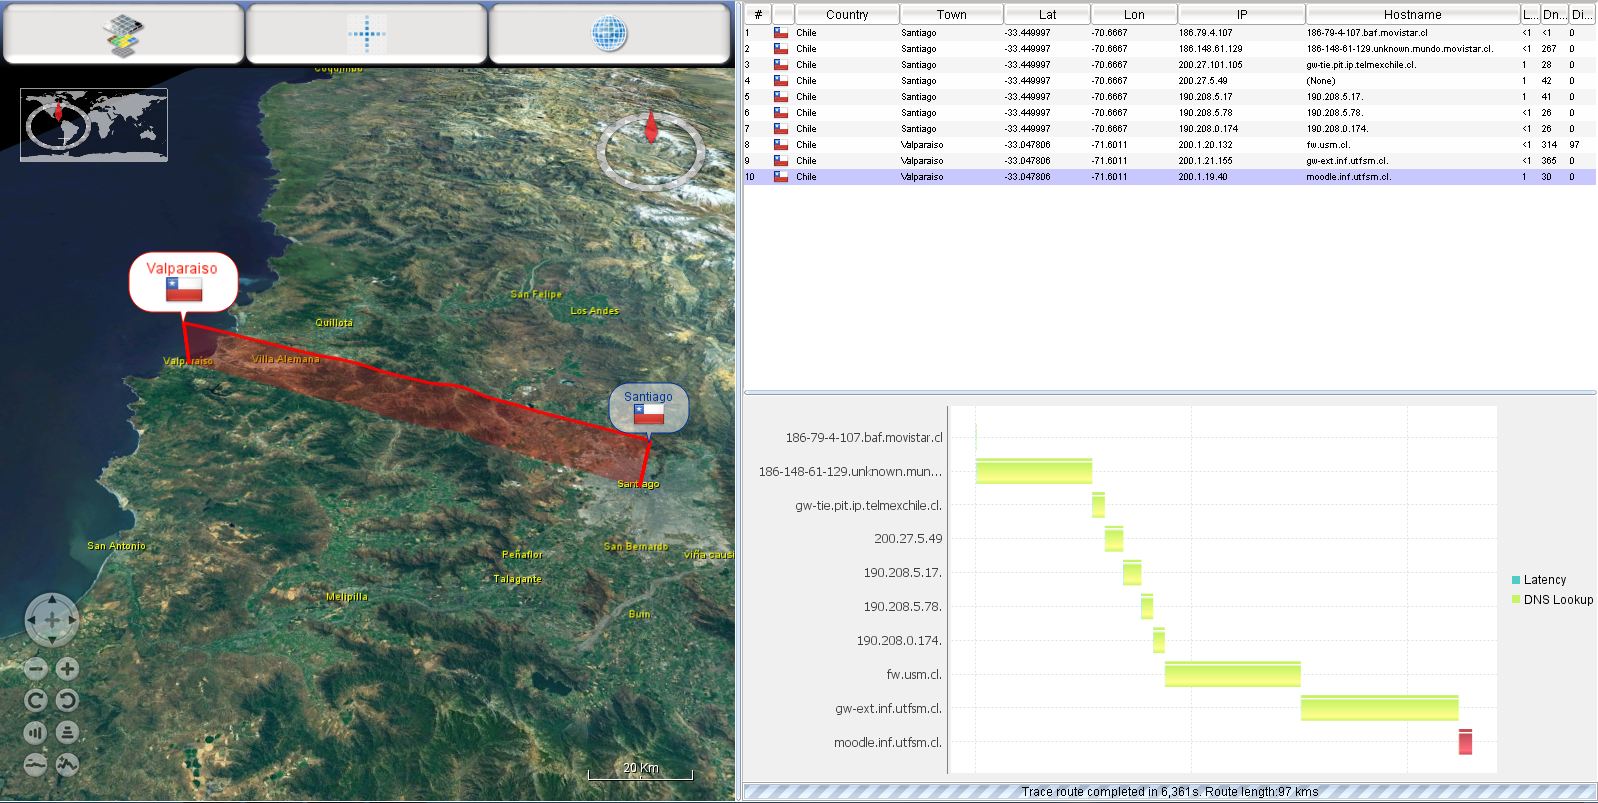 Coquimbo
Valparaiso
San Felipe
Los Andes
Quillota
Valparaiso
Villa Alemana
Santiago
Santiago
San Antonio
Peñaflor
San Bernardo
Talagante
Melipilla
Buin
20 Km
# Country Town Lat Lon IP Hostname L... Dn... Di...
1 Chile Santiago -33.449997 -70.6667 186.79.4.107 186-79-4-107.baf.movistar.cl <1 <1 0
2 Chile Santiago -33.449997 -70.6667 186.148.61.129 186-148-61-129.unknown.mundo.movistar.cl. <1 267 0
3 Chile Santiago -33.449997 -70.6667 200.27.101.105 gw-tie.pit.ip.telmexchile.cl. 1 28 0
4 Chile Santiago -33.449997 -70.6667 200.27.5.49 (None) 1 42 0
5 Chile Santiago -33.449997 -70.6667 190.208.5.17 190.208.5.17. 1 41 0
6 Chile Santiago -33.449997 -70.6667 190.208.5.78 190.208.5.78. <1 26 0
7 Chile Santiago -33.449997 -70.6667 190.208.0.174 190.208.0.174. <1 26 0
8 Chile Valparaiso -33.047806 -71.6011 200.1.20.132 fw.usm.cl. <1 314 97
9 Chile Valparaiso -33.047806 -71.6011 200.1.21.155 gw-ext.inf.utfsm.cl. <1 365 0
10 Chile Valparaiso -33.047806 -71.6011 200.1.19.40 moodle.inf.utfsm.cl. 1 30 0
186-79-4-107.baf.movistar.cl
186-148-61-129.unknown.mun...
gw-tie.pit.ip.telmexchile.cl.
200.27.5.49
190.208.5.17.
190.208.5.78.
190.208.0.174.
fw.usm.cl.
gw-ext.inf.utfsm.cl.
moodle.inf.utfsm.cl.
Latency
DNS Lookup
Trace route completed in 6,361s. Route length:97 kms